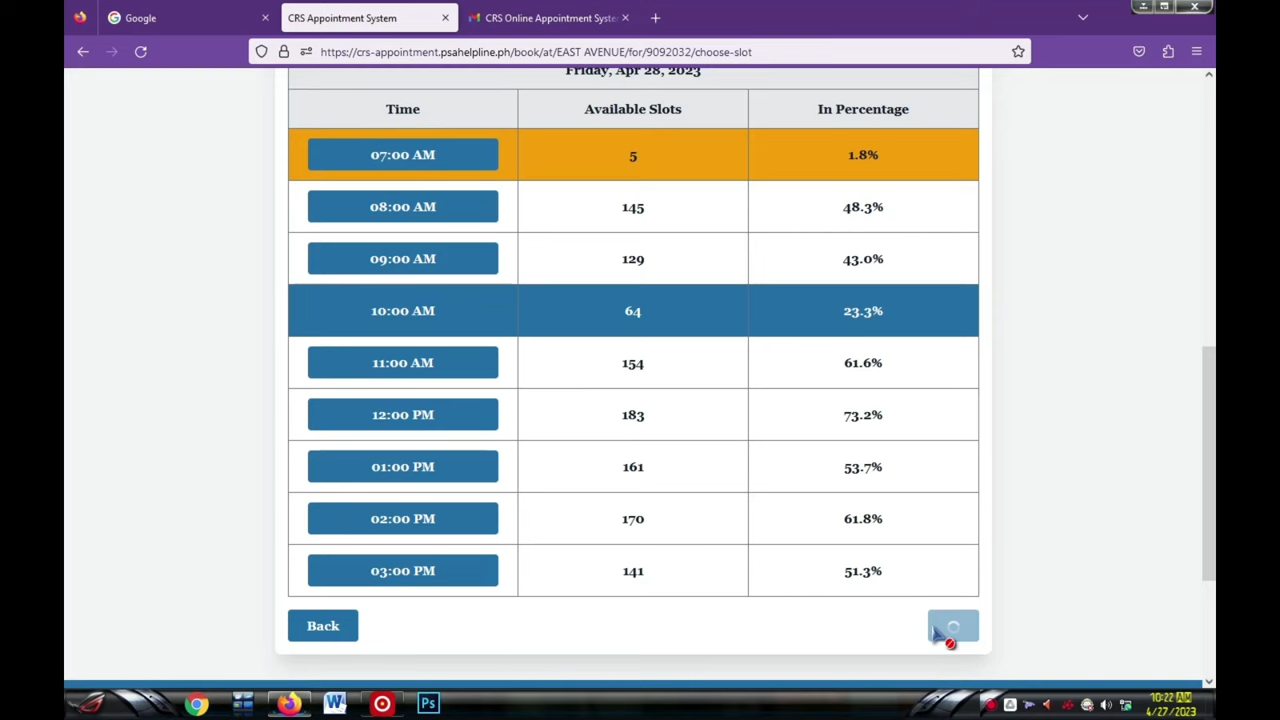 Google
CRS Appointment System
CRS Online Appointment Syste
https://crs-appointment.psahelpline.ph/book/at/EAST AVENUE/for/9092032/choose-slot
Friday, Apr 28, 2023
Time Available Slots In Percentage
07:00 AM 5 1.8%
08:00 AM 145 48.3%
09:00 AM 129 43.0%
10:00 AM 64 23.3%
11:00 AM 154 61.6%
12:00 PM 183 73.2%
01:00 PM 161 53.7%
02:00 PM 170 61.8%
03:00 PM 141 51.3%
Back
W
Ps
10:22 AM
4/27/2023